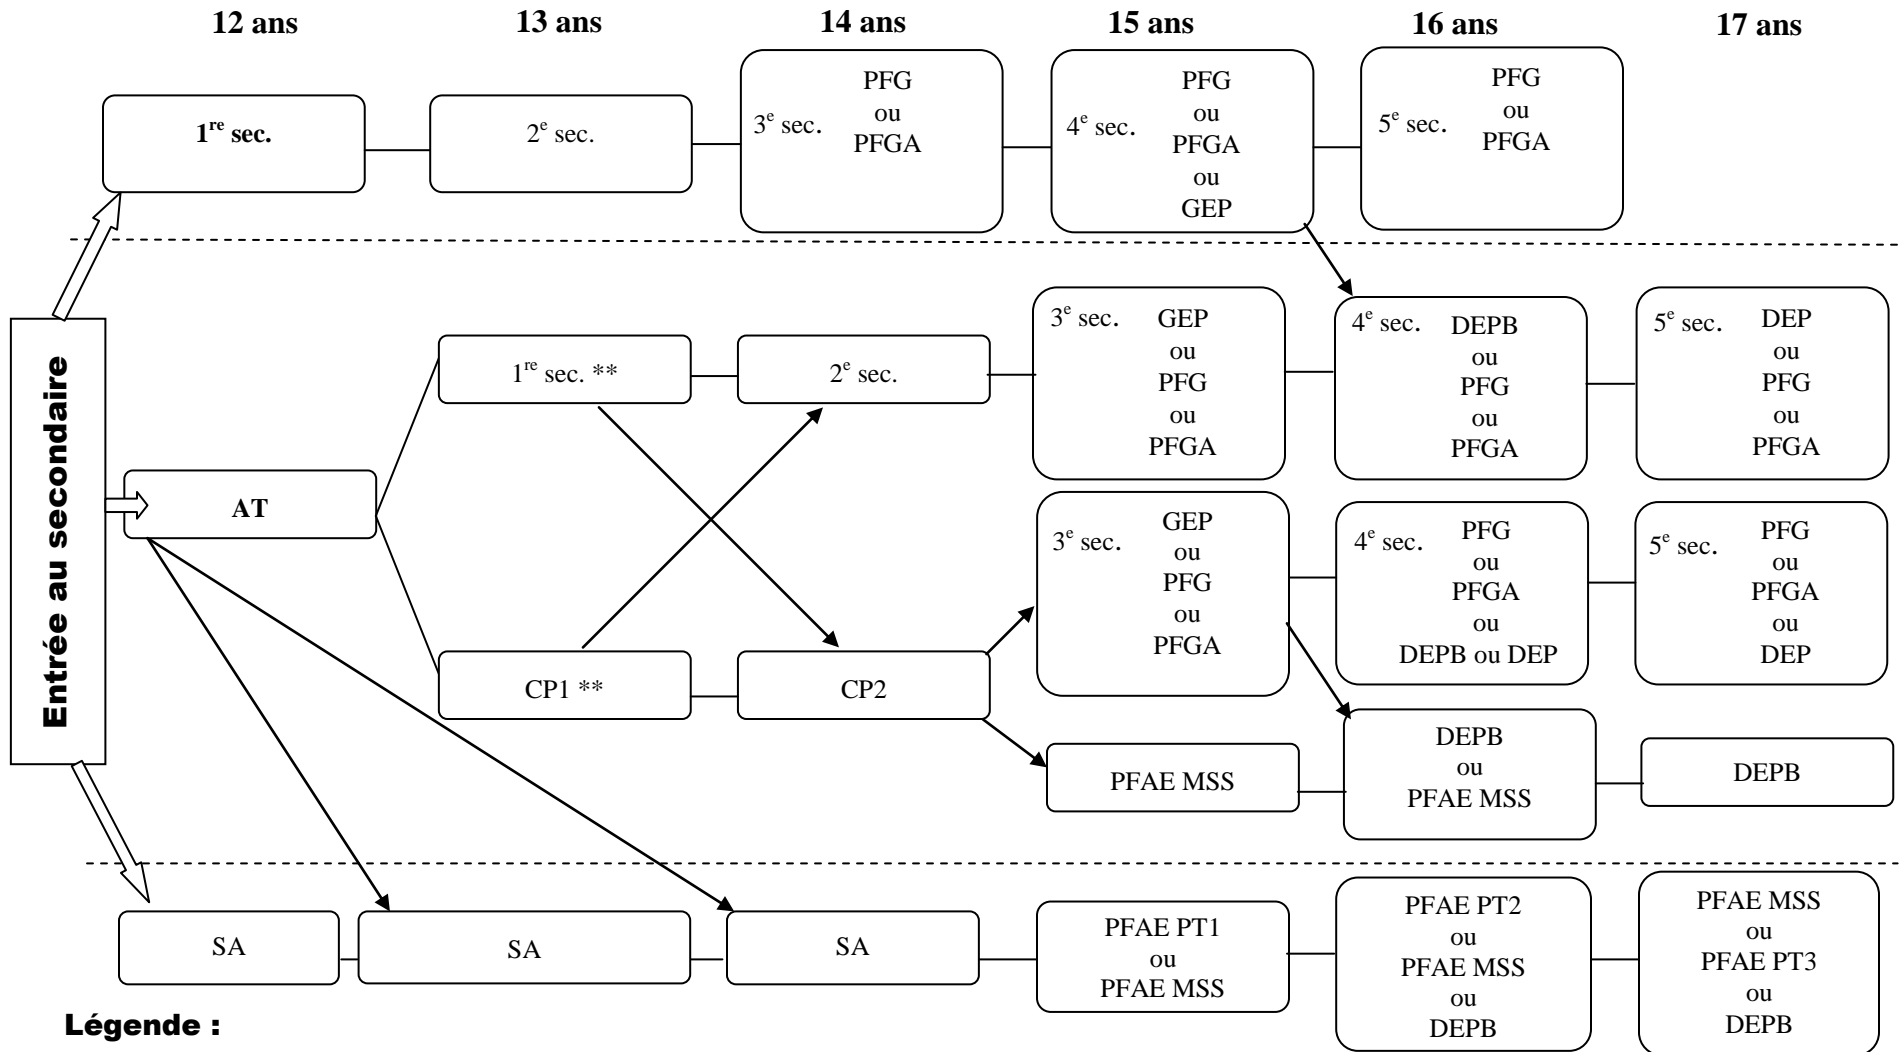 12 ans
13 ans
14 ans
15 ans
16 ans
17 ans
1re sec.
2e sec.
3e sec.
PFG
ou
PFGA
4e sec.
PFG
ou
PFGA
ou
GEP
5e sec.
PFG
ou
PFGA
Entrée au secondaire
AT
1re sec. **
2e sec.
3e sec.
GEP
ou
PFG
ou
PFGA
4e sec.
DEPB
ou
PFG
ou
PFGA
5e sec.
DEP
ou
PFG
ou
PFGA
CP1 **
CP2
3e sec.
GEP
ou
PFG
ou
PFGA
4e sec.
PFG
ou
PFGA
ou
DEPB ou DEP
5e sec.
PFG
ou
PFGA
ou
DEP
PFAE MSS
DEPB
ou
PFAE MSS
DEPB
SA
SA
SA
PFAE PT1
ou
PFAE MSS
PFAE PT2
ou
PFAE MSS
ou
DEPB
PFAE MSS
ou
PFAE PT3
ou
DEPB
Légende :